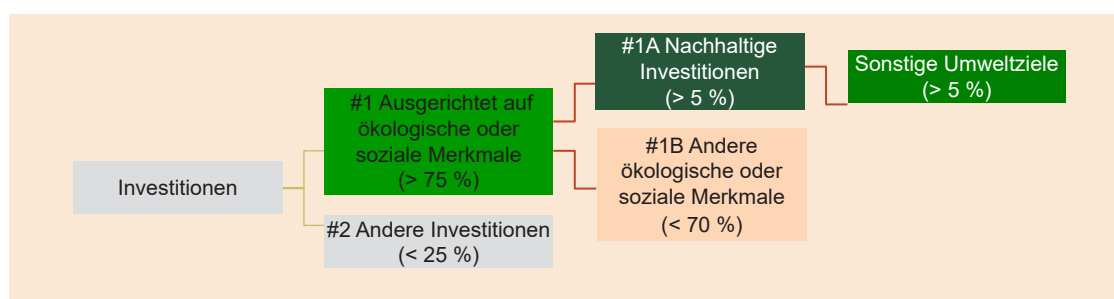 Investitionen
#1 Ausgerichtet auf
ökologische oder
soziale Merkmale
(> 75 %)
#2 Andere Investitionen
(< 25 %)
#1A Nachhaltige
Investitionen
(> 5 %)
#1B Andere
ökologische oder
soziale Merkmale
(< 70 %)
Sonstige Umweltziele
(> 5 %)